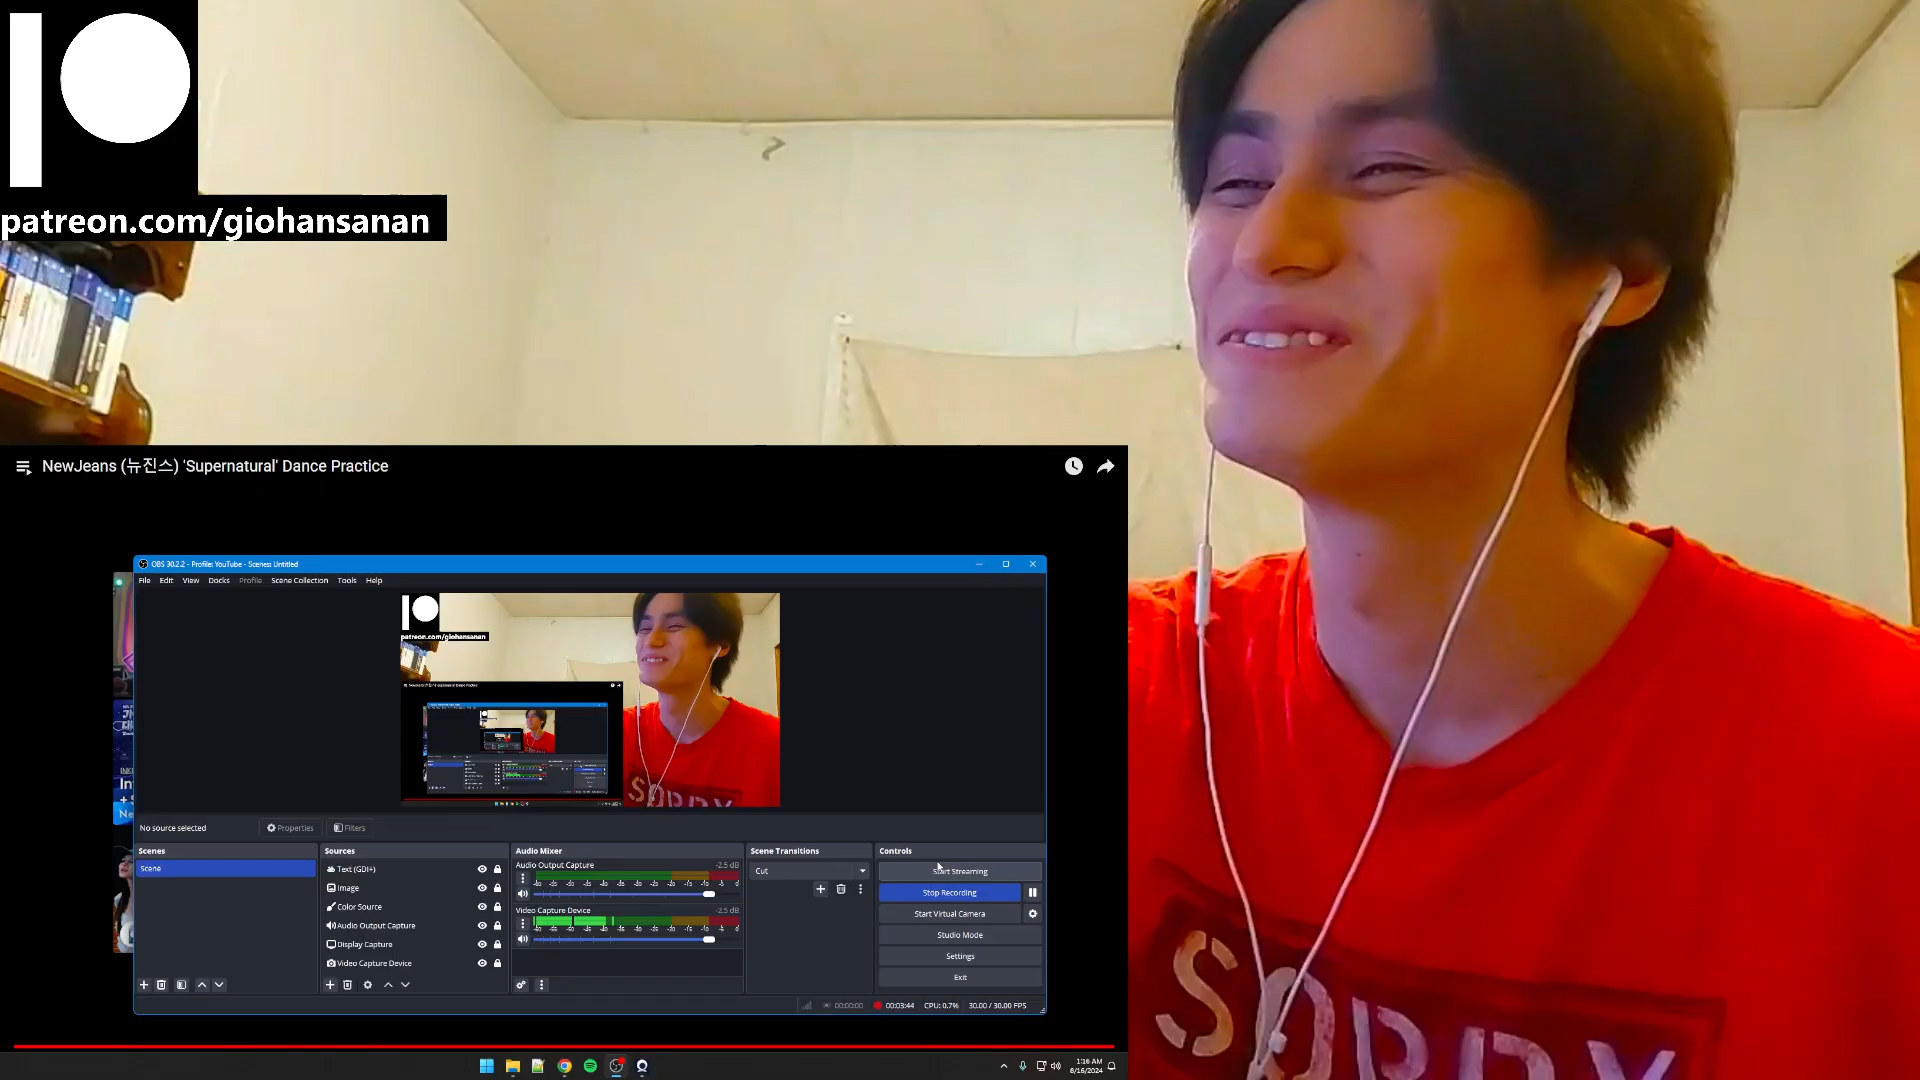 patreon.com/giohansanan
NewJeans (뉴진스) 'Supernatural' Dance Practice
OBS 30.2.2 - Profile: YouTube - Scenes: Untitled
File Edit View Docks Profile Scene Collection Tools Help
patreon.com/giohansanan
No source selected Properties Filters
Scenes Sources Audio Mixer Scene Transitions Controls
Scene
Text (GDI+)
Image
Color Source
Audio Output Capture
Display Capture
Video Capture Device
Audio Output Capture -2.5 dB
Video Capture Device -2.5 dB
Cut
Start Streaming
Stop Recording
Start Virtual Camera
Studio Mode
Settings
Exit
00:00:00 00:03:44 CPU: 0.7% 30.00 / 30.00 FPS
1:16 AM
8/16/2024
SORRY